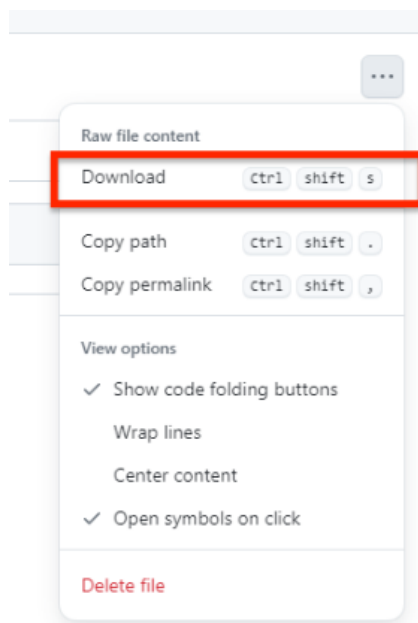 ...
Raw file content
Download Ctrl shift s
Copy path Ctrl shift .
Copy permalink Ctrl shift ,
View options
✓ Show code folding buttons
Wrap lines
Center content
✓ Open symbols on click
Delete file